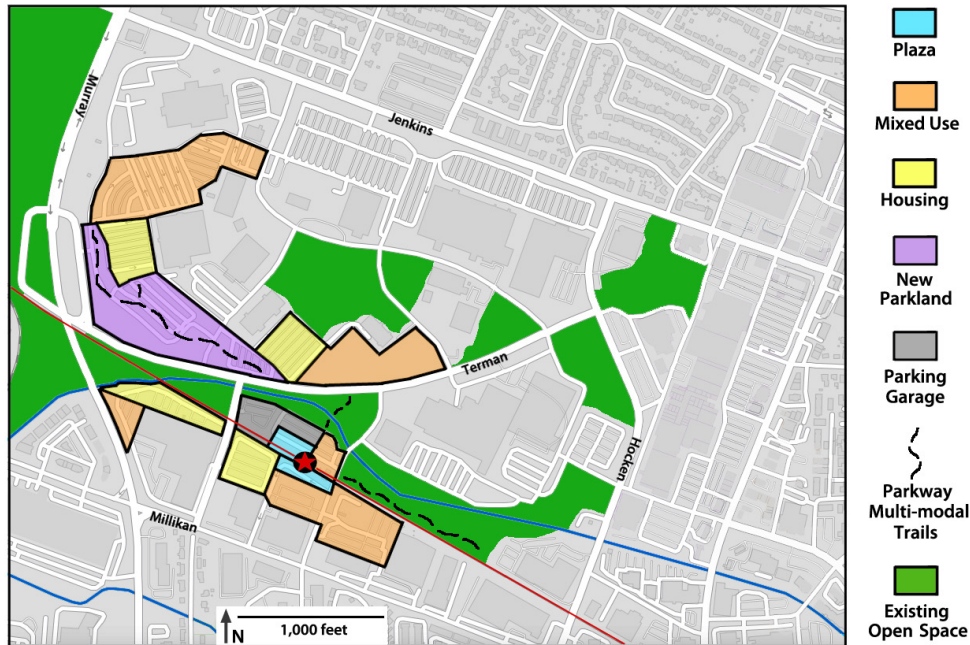 Murray
Jenkins
Terman
Hocken
Millikan
N
1,000 feet
Plaza
Mixed Use
Housing
New
Parkland
Parking
Garage
Parkway
Multi-modal
Trails
Existing
Open Space